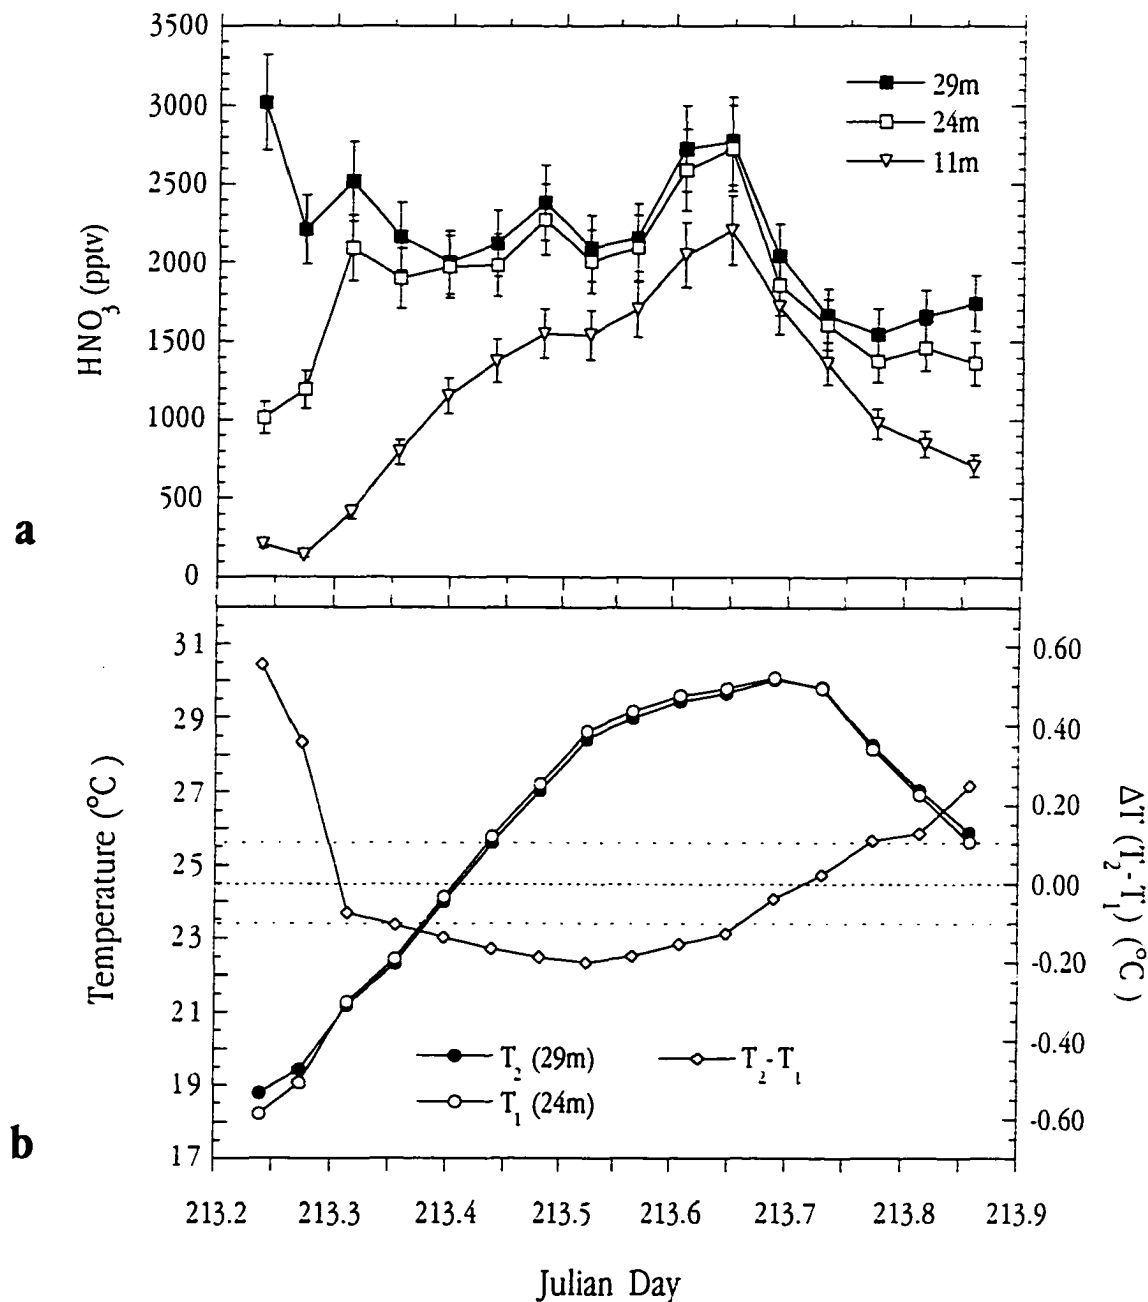 3500
3000
2500
2000
1500
1000
500
0
HNO3 (pptv)
29m
24m
11m
a
31
29
27
25
23
21
19
17
Temperature (°C)
0.60
0.40
0.20
0.00
-0.20
-0.40
-0.60
ΔT (T2-T1) (°C)
T2 (29m)
T1 (24m)
T2-T1
b
213.2 213.3 213.4 213.5 213.6 213.7 213.8 213.9
Julian Day